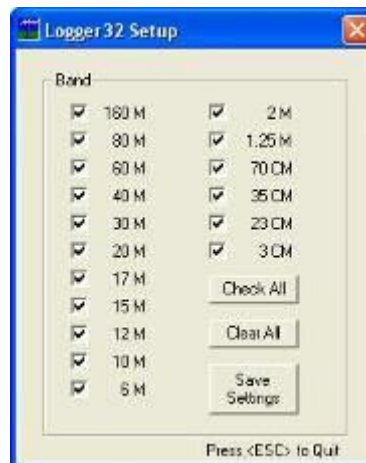 Logger32 Setup
Band
160 M
80 M
60 M
40 M
30 M
20 M
17 M
15 M
12 M
10 M
6 M
2 M
1.25 M
70 CM
35 CM
23 CM
3 CM
Check All
Clear All
Save
Settings
Press <ESC> to Quit